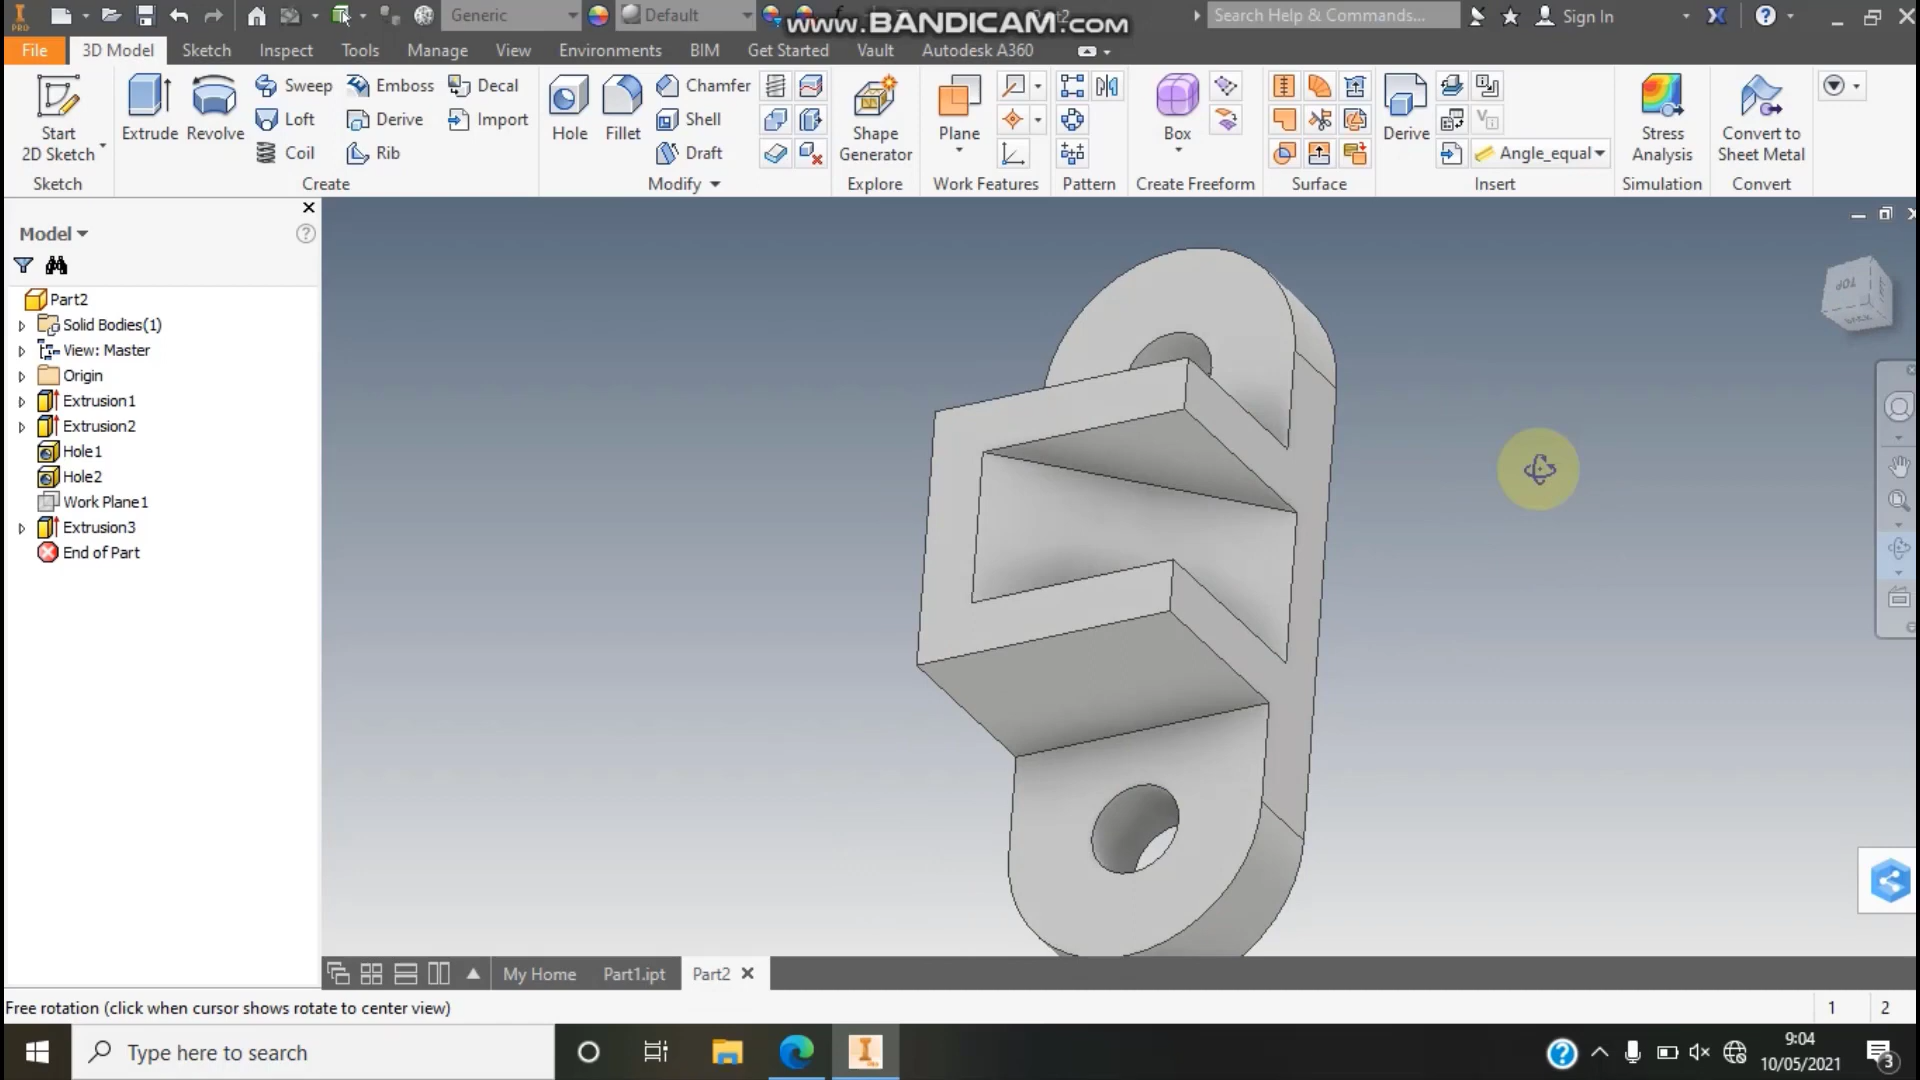 Generic
Default
www.BANDICAM.com
Search Help & Commands...
Sign In
PRO
File
3D Model
Sketch
Inspect
Tools
Manage
View
Environments
BIM
Get Started
Vault
Autodesk A360
Start
2D Sketch
Extrude
Revolve
Sweep
Loft
Coil
Emboss
Derive
Rib
Decal
Import
Hole
Fillet
Chamfer
Shell
Draft
Shape
Generator
Plane
Box
Derive
Angle_equal
Stress
Analysis
Convert to
Sheet Metal
Sketch
Create
Modify
Explore
Work Features
Pattern
Create Freeform
Surface
Insert
Simulation
Convert
Model
Part2
Solid Bodies(1)
View: Master
Origin
Extrusion1
Extrusion2
Hole1
Hole2
Work Plane1
Extrusion3
End of Part
TOP
BACK
My Home
Part1.ipt
Part2
Free rotation (click when cursor shows rotate to center view)
1
2
Type here to search
9:04
10/05/2021
3